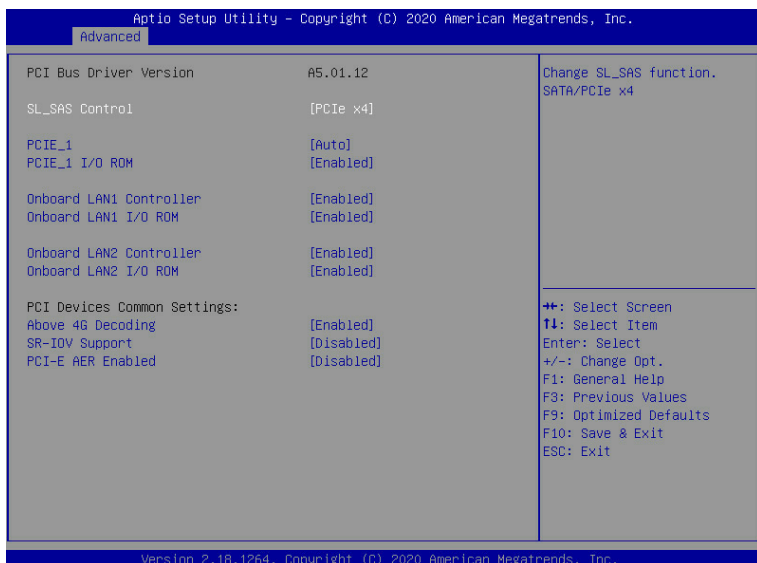 Aptio Setup Utility – Copyright (C) 2020 American Megatrends, Inc.
Advanced
PCI Bus Driver Version A5.01.12
SL_SAS Control [PCIe x4]
PCIE_1 [Auto]
PCIE_1 I/O ROM [Enabled]
Onboard LAN1 Controller [Enabled]
Onboard LAN1 I/O ROM [Enabled]
Onboard LAN2 Controller [Enabled]
Onboard LAN2 I/O ROM [Enabled]
PCI Devices Common Settings:
Above 4G Decoding [Enabled]
SR-IOV Support [Disabled]
PCI-E AER Enabled [Disabled]
Change SL_SAS function.
SATA/PCIe x4
→←: Select Screen
↑↓: Select Item
Enter: Select
+/-: Change Opt.
F1: General Help
F3: Previous Values
F9: Optimized Defaults
F10: Save & Exit
ESC: Exit
Version 2.18.1264. Copyright (C) 2020 American Megatrends, Inc.